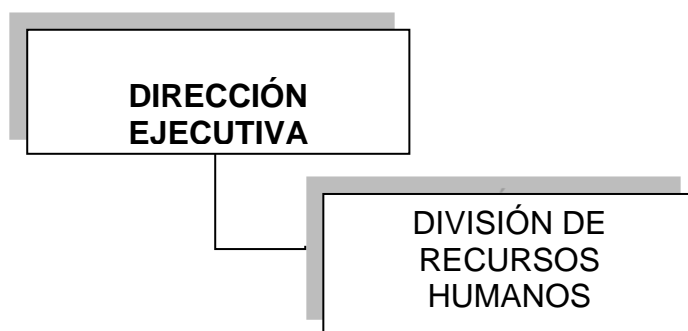 DIRECCIÓN
EJECUTIVA
DIVISIÓN DE
RECURSOS
HUMANOS